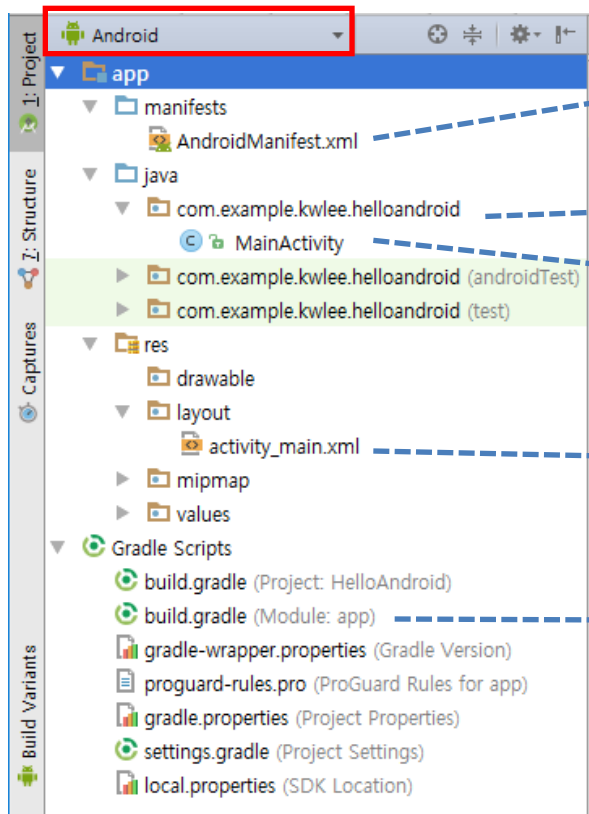 Android
1: Project
7: Structure
Captures
Build Variants
app
manifests
AndroidManifest.xml
java
com.example.kwlee.helloandroid
C MainActivity
com.example.kwlee.helloandroid (androidTest)
com.example.kwlee.helloandroid (test)
res
drawable
layout
activity_main.xml
mipmap
values
Gradle Scripts
build.gradle (Project: HelloAndroid)
build.gradle (Module: app)
gradle-wrapper.properties (Gradle Version)
proguard-rules.pro (ProGuard Rules for app)
gradle.properties (Project Properties)
settings.gradle (Project Settings)
local.properties (SDK Location)